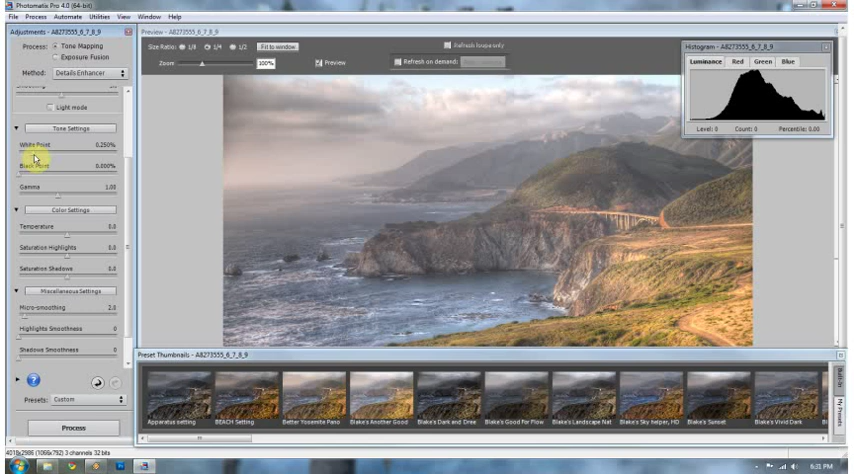 Photomatix Pro 4.0 (64-bit)
File Process Automate Utilities View Window Help
Adjustments - A8273555_6_7_8_9
Process: Tone Mapping
Exposure Fusion
Method: Details Enhancer
Smoothing
Light mode
Tone Settings
White Point 0.250%
Black Point 0.000%
Gamma 1.00
Color Settings
Temperature 0.0
Saturation Highlights 0.0
Saturation Shadows 0.0
Miscellaneous Settings
Micro-smoothing 2.0
Highlights Smoothness 0
Shadows Smoothness 0
Presets: Custom
Process
4018x2986 (1066x792) 3 channels 32 bits
Preview - A8273555_6_7_8_9
Size Ratio: 1/8 1/4 1/2 Fit to window
Refresh loupe only
Zoom 100% Preview
Refresh on demand:
Histogram - A8273555_6_7_8_9
Luminance Red Green Blue
Level: 0 Count: 0 Percentile: 0.00
Preset Thumbnails - A8273555_6_7_8_9
Apparatus setting
BEACH Setting
Better Yosemite Pano
Blake's Another Good
Blake's Dark and Dree
Blake's Good For Flow
Blake's Landscape Nat
Blake's Sky helper, HD
Blake's Sunset
Blake's Vivid Dark
Bl
Built-In
My Presets
6:31 PM